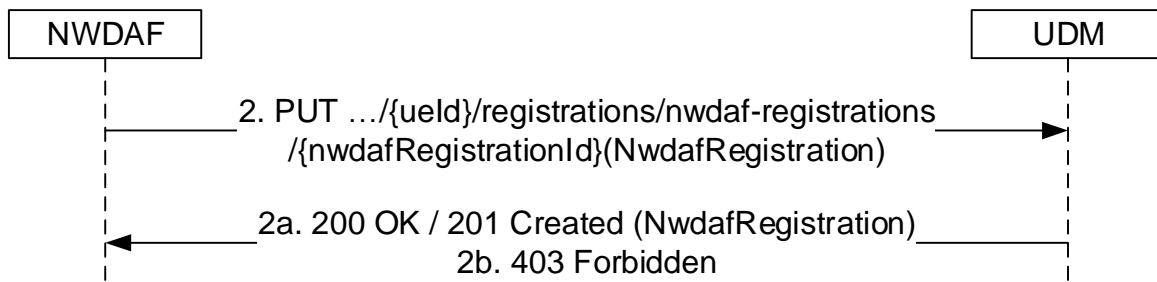 NWDAF
UDM
2. PUT …/{ueId}/registrations/nwdaf-registrations
/{nwdafRegistrationId}(NwdafRegistration)
2a. 200 OK / 201 Created (NwdafRegistration)
2b. 403 Forbidden